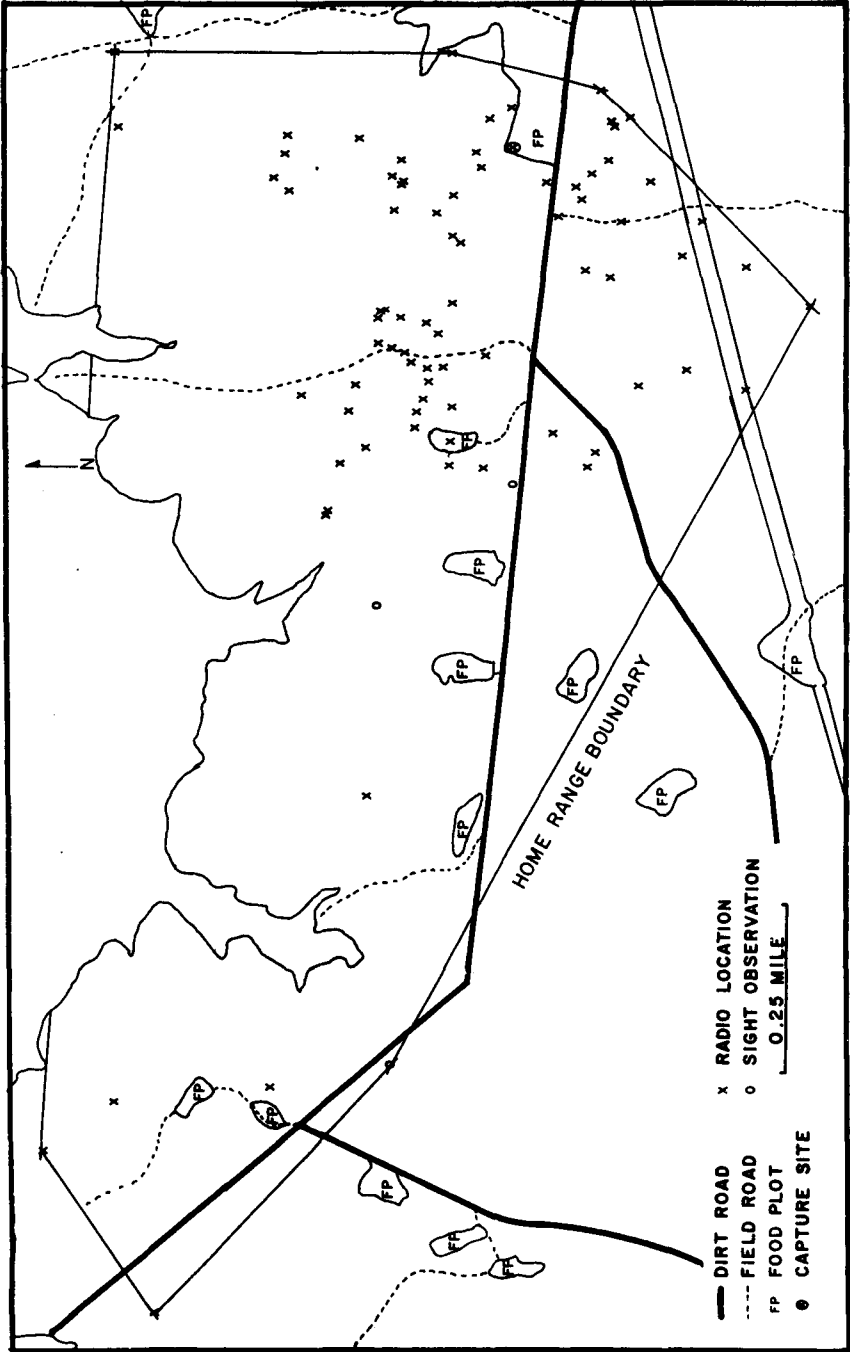 FP
FP
N
FP
FP
FP
FP
FP
FP
FP
HOME RANGE BOUNDARY
FP
FP
FP
FP
FP
DIRT ROAD
FIELD ROAD
FP FOOD PLOT
CAPTURE SITE
x RADIO LOCATION
o SIGHT OBSERVATION
0.25 MILE